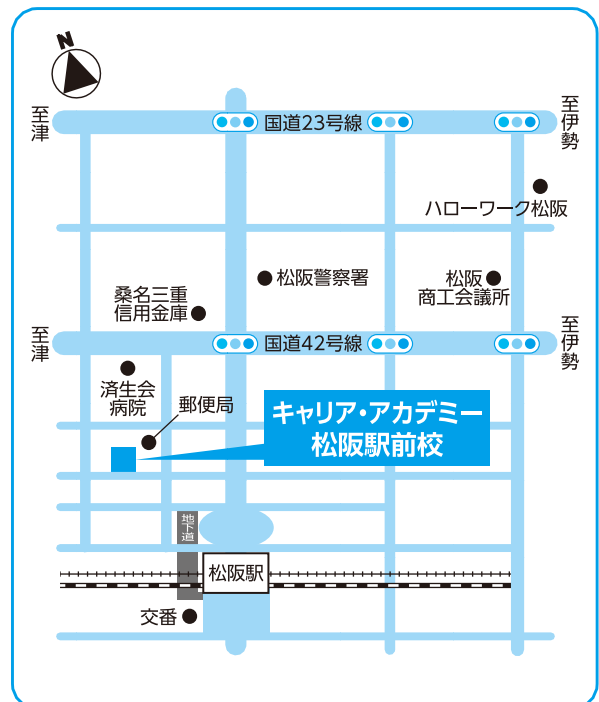 N
至津
国道23号線
至伊勢
ハローワーク松阪
松阪警察署
松阪
商工会議所
桑名三重
信用金庫
至津
国道42号線
至伊勢
済生会
病院
郵便局
キャリア・アカデミー
松阪駅前校
地下道
松阪駅
交番